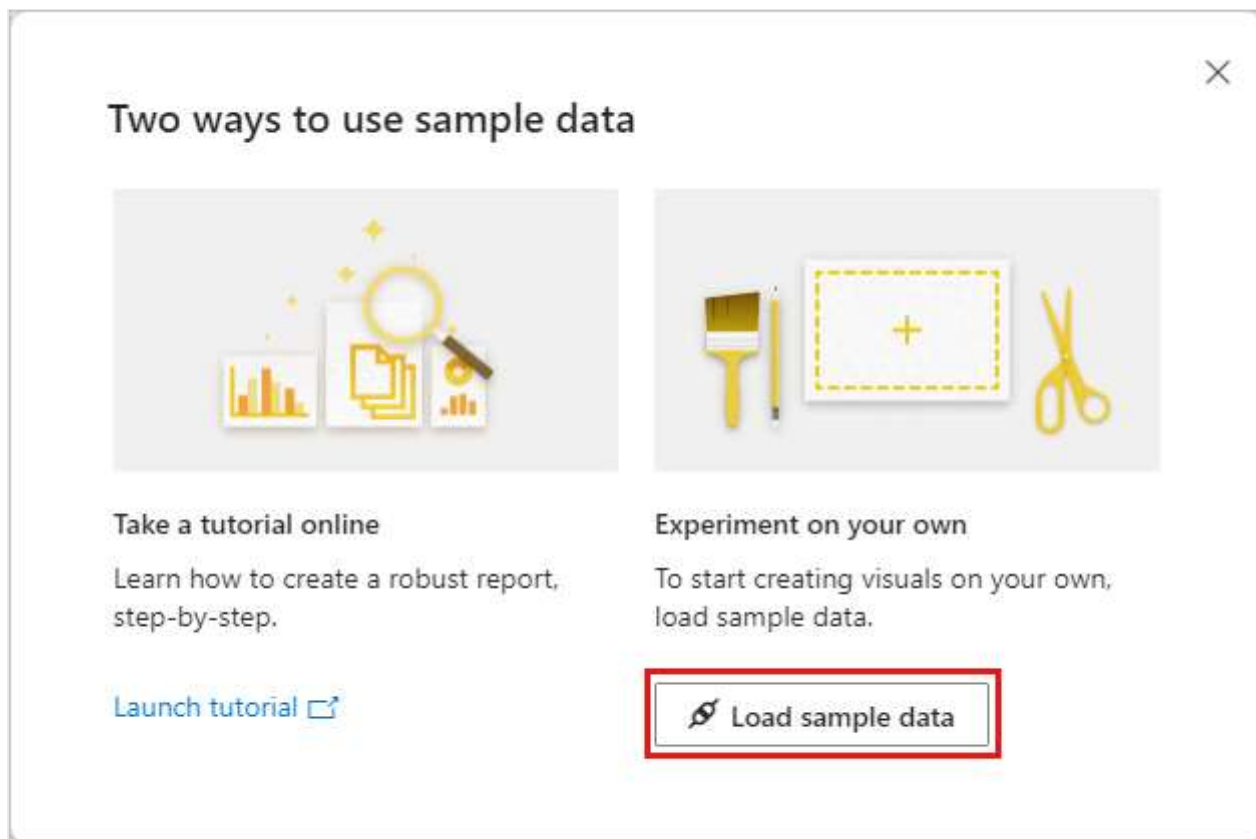 Two ways to use sample data
Take a tutorial online
Learn how to create a robust report,
step-by-step.
Launch tutorial
Experiment on your own
To start creating visuals on your own,
load sample data.
Load sample data